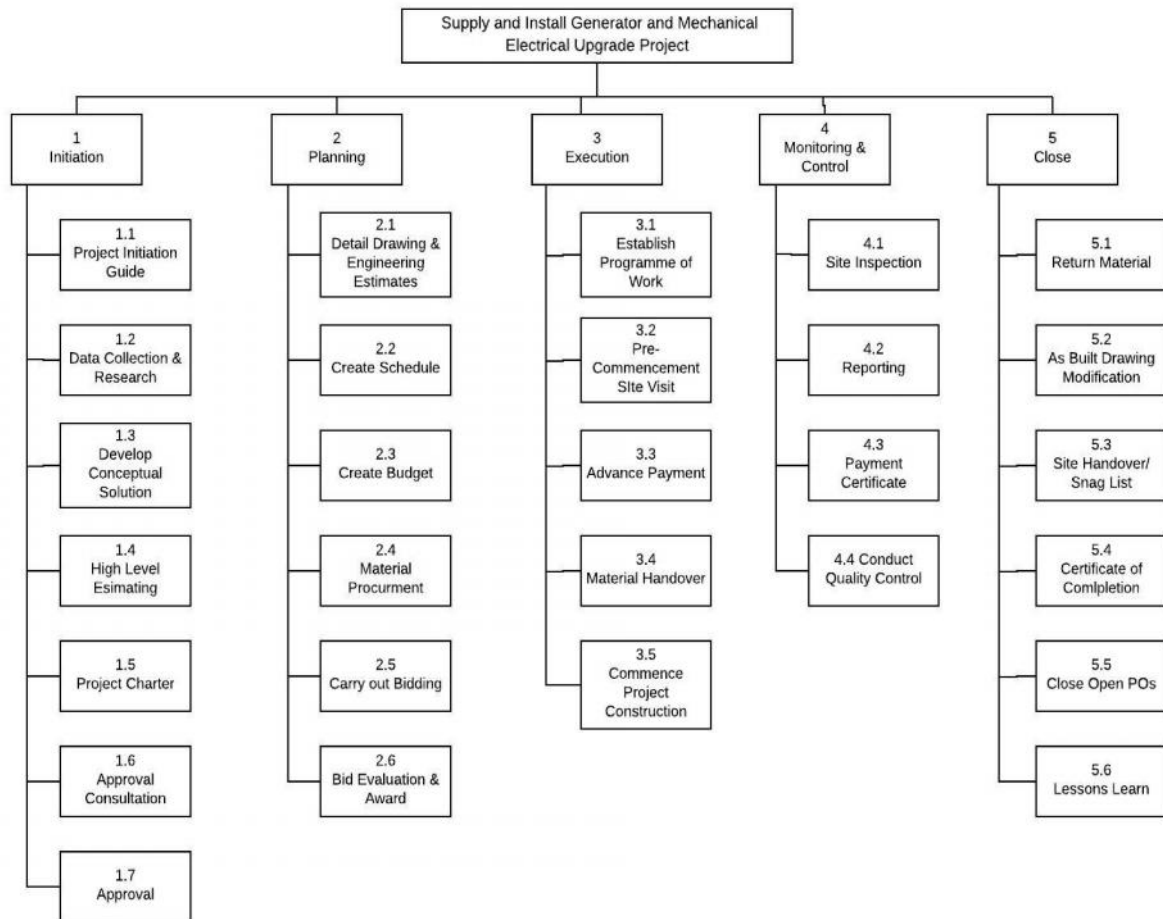 Supply and Install Generator and Mechanical
Electrical Upgrade Project
1
Initiation
2
Planning
3
Execution
4
Monitoring &
Control
5
Close
1.1
Project Initiation
Guide
1.2
Data Collection &
Research
1.3
Develop
Conceptual
Solution
1.4
High Level
Esimating
1.5
Project Charter
1.6
Approval
Consultation
1.7
Approval
2.1
Detail Drawing &
Engineering
Estimates
2.2
Create Schedule
2.3
Create Budget
2.4
Material
Procurment
2.5
Carry out Bidding
2.6
Bid Evaluation &
Award
3.1
Establish
Programme of
Work
3.2
Pre-
Commencement
SIte Visit
3.3
Advance Payment
3.4
Material Handover
3.5
Commence
Project
Construction
4.1
Site Inspection
4.2
Reporting
4.3
Payment
Certificate
4.4 Conduct
Quality Control
5.1
Return Material
5.2
As Built Drawing
Modification
5.3
Site Handover/
Snag List
5.4
Certificate of
Comlpletion
5.5
Close Open POs
5.6
Lessons Learn